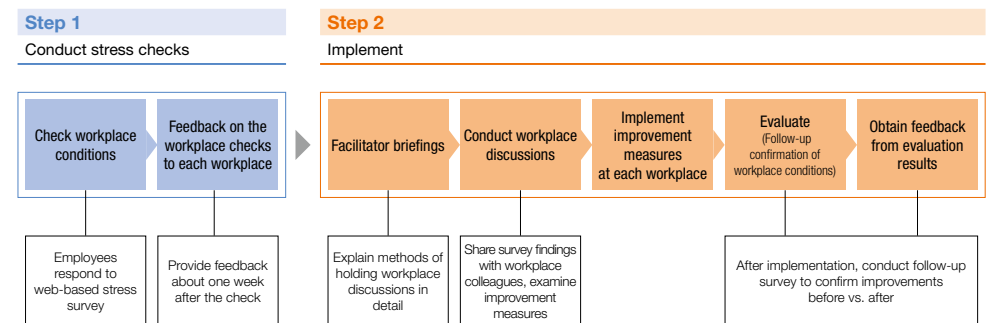 Step 1
Conduct stress checks
Step 2
Implement
Check workplace
conditions
Feedback on the
workplace checks
to each workplace
Facilitator briefings
Conduct workplace
discussions
Implement
improvement
measures
at each workplace
Evaluate
(Follow-up
confirmation of
workplace conditions)
Obtain feedback
from evaluation
results
Employees
respond to
web-based stress
survey
Provide feedback
about one week
after the check
Explain methods of
holding workplace
discussions in
detail
Share survey findings
with workplace
colleagues, examine
improvement
measures
After implementation, conduct follow-up
survey to confirm improvements
before vs. after